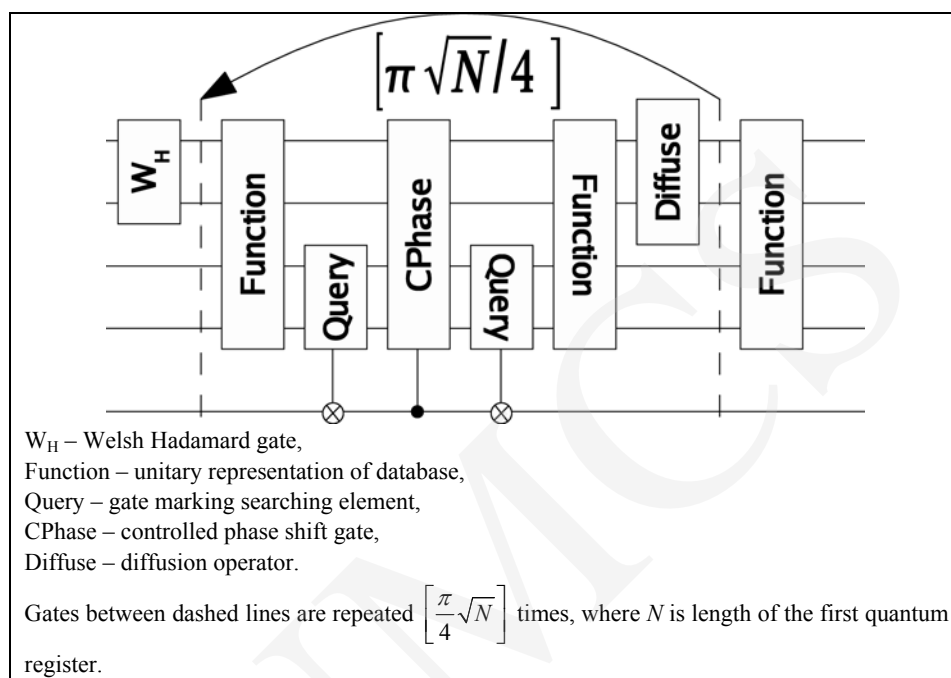 [π √N/4 ]
W_H
Function
Query
CPhase
Query
Function
Diffuse
Function
W_H – Welsh Hadamard gate,
Function – unitary representation of database,
Query – gate marking searching element,
CPhase – controlled phase shift gate,
Diffuse – diffusion operator.
Gates between dashed lines are repeated [π/4 √N] times, where N is length of the first quantum
register.
UMCS